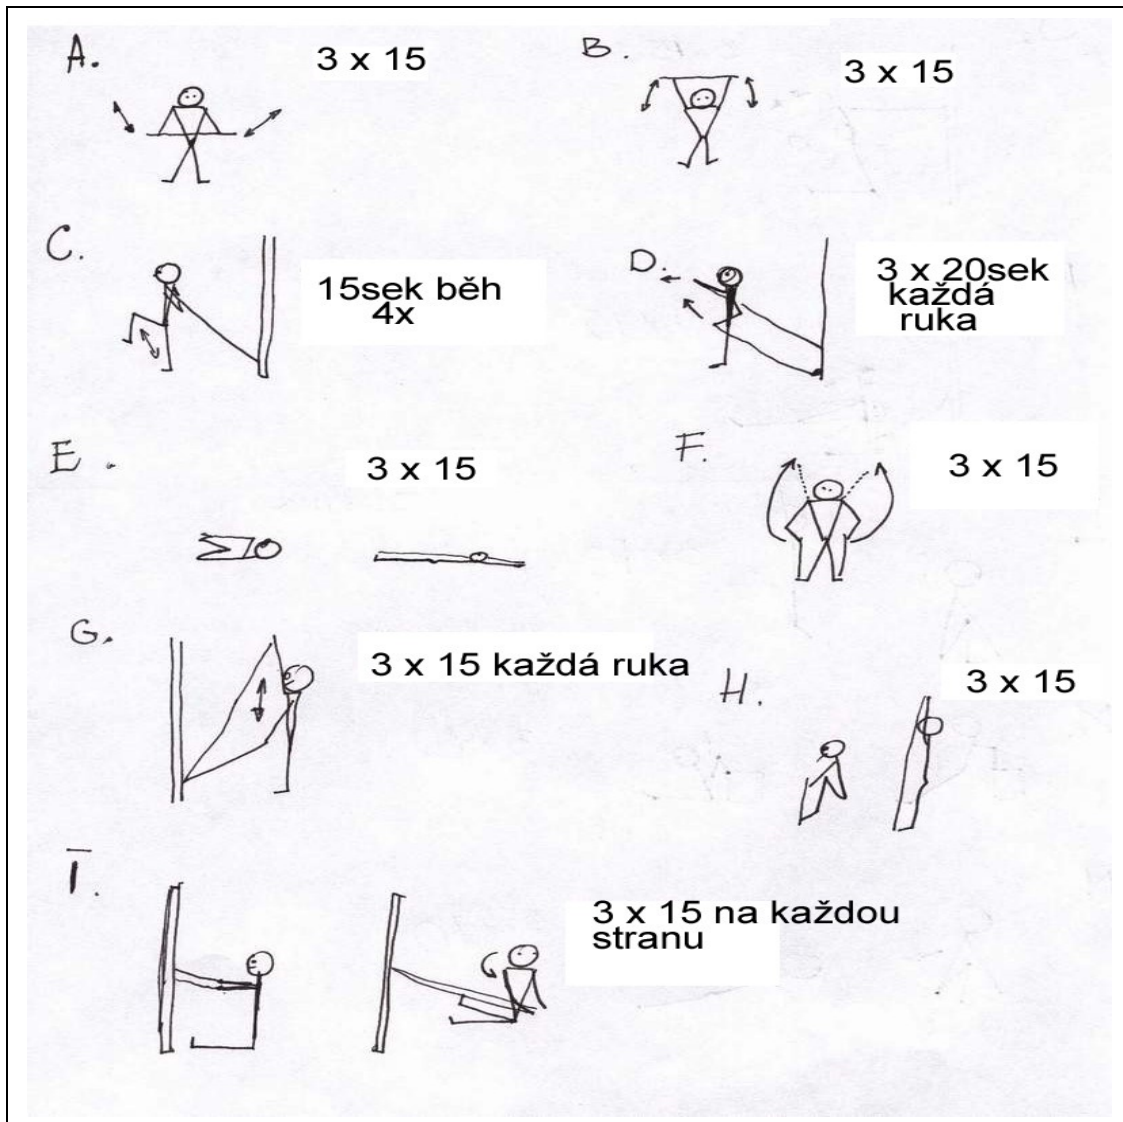 A.
3 x 15
B.
3 x 15
C.
15sek běh
4x
D.
3 x 20sek
každá
ruka
E.
3 x 15
F.
3 x 15
G.
3 x 15 každá ruka
H.
3 x 15
I.
3 x 15 na každou
stranu